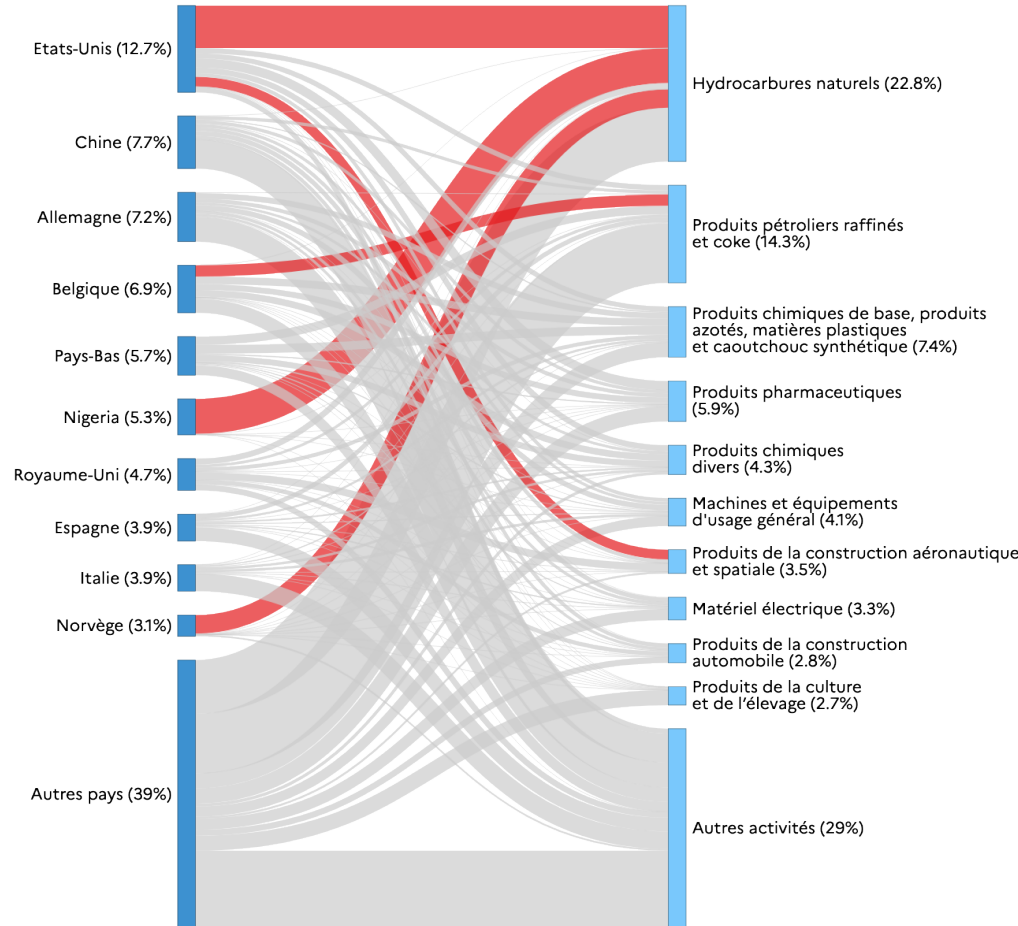 Etats-Unis (12.7%)
Chine (7.7%)
Allemagne (7.2%)
Belgique (6.9%)
Pays-Bas (5.7%)
Nigeria (5.3%)
Royaume-Uni (4.7%)
Espagne (3.9%)
Italie (3.9%)
Norvège (3.1%)
Autres pays (39%)
Hydrocarbures naturels (22.8%)
Produits pétroliers raffinés
et coke (14.3%)
Produits chimiques de base, produits
azotés, matières plastiques
et caoutchouc synthétique (7.4%)
Produits pharmaceutiques
(5.9%)
Produits chimiques
divers (4.3%)
Machines et équipements
d'usage général (4.1%)
Produits de la construction aéronautique
et spatiale (3.5%)
Matériel électrique (3.3%)
Produits de la construction
automobile (2.8%)
Produits de la culture
et de l’élevage (2.7%)
Autres activités (29%)